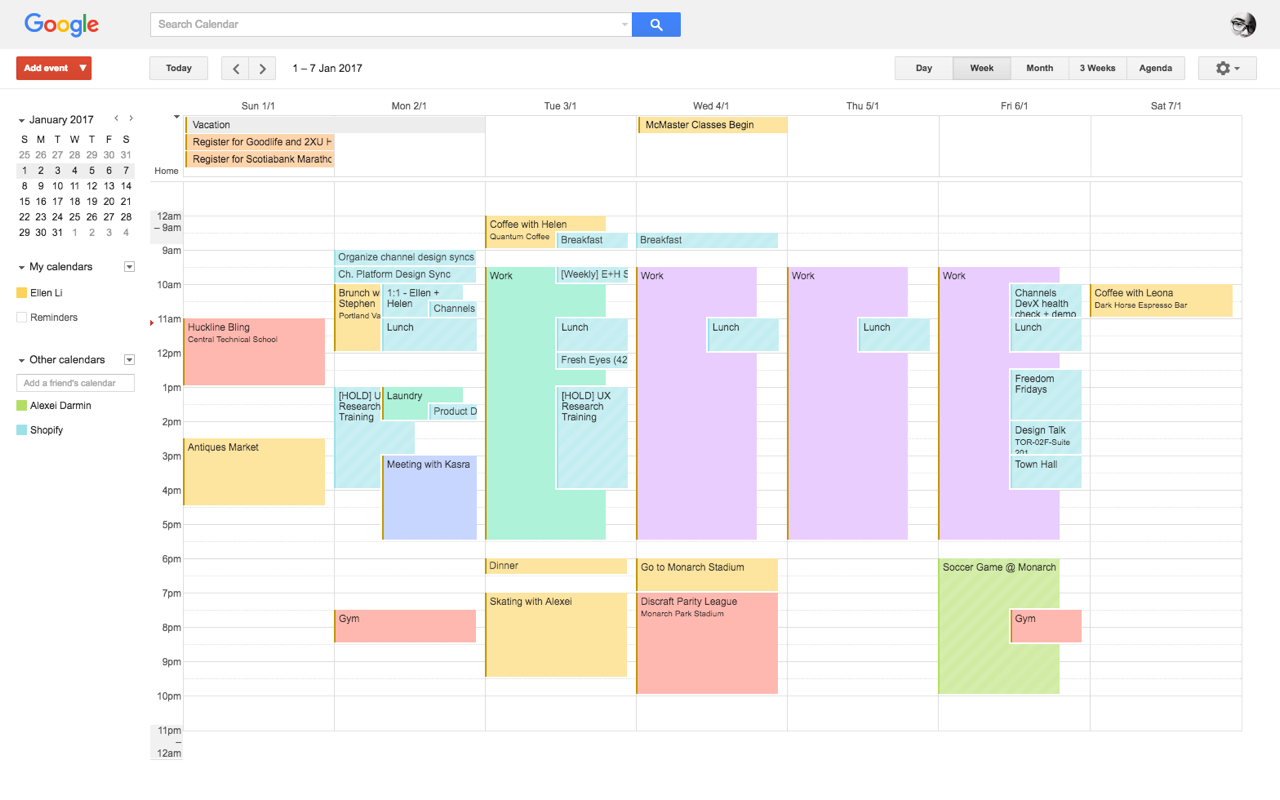 Google
Search Calendar
Add event
Today
1 – 7 Jan 2017
Day
Week
Month
3 Weeks
Agenda
January 2017
S M T W T F S
25 26 27 28 29 30 31
1 2 3 4 5 6 7
8 9 10 11 12 13 14
15 16 17 18 19 20 21
22 23 24 25 26 27 28
29 30 31 1 2 3 4
My calendars
Ellen Li
Reminders
Other calendars
Add a friend's calendar
Alexei Darmin
Shopify
Sun 1/1
Mon 2/1
Tue 3/1
Wed 4/1
Thu 5/1
Fri 6/1
Sat 7/1
Home
Vacation
Register for Goodlife and 2XU H
Register for Scotiabank Maratho
McMaster Classes Begin
12am
– 9am
9am
10am
11am
12pm
1pm
2pm
3pm
4pm
5pm
6pm
7pm
8pm
9pm
10pm
11pm
–
12am
Huckline Bling
Central Technical School
Antiques Market
Organize channel design syncs
Ch. Platform Design Sync
Brunch w
Stephen
Portland Va
1:1 - Ellen +
Helen
Channels
Lunch
[HOLD] U
Research
Training
Laundry
Product D
Meeting with Kasra
Gym
Coffee with Helen
Quantum Coffee
Breakfast
Work
[Weekly] E+H S
Lunch
Fresh Eyes (42
[HOLD] UX
Research
Training
Dinner
Skating with Alexei
Breakfast
Work
Lunch
Go to Monarch Stadium
Discraft Parity League
Monarch Park Stadium
Work
Lunch
Work
Channels
DevX health
check + demo
Lunch
Freedom
Fridays
Design Talk
TOR-02F-Suite
201
Town Hall
Soccer Game @ Monarch
Gym
Coffee with Leona
Dark Horse Espresso Bar